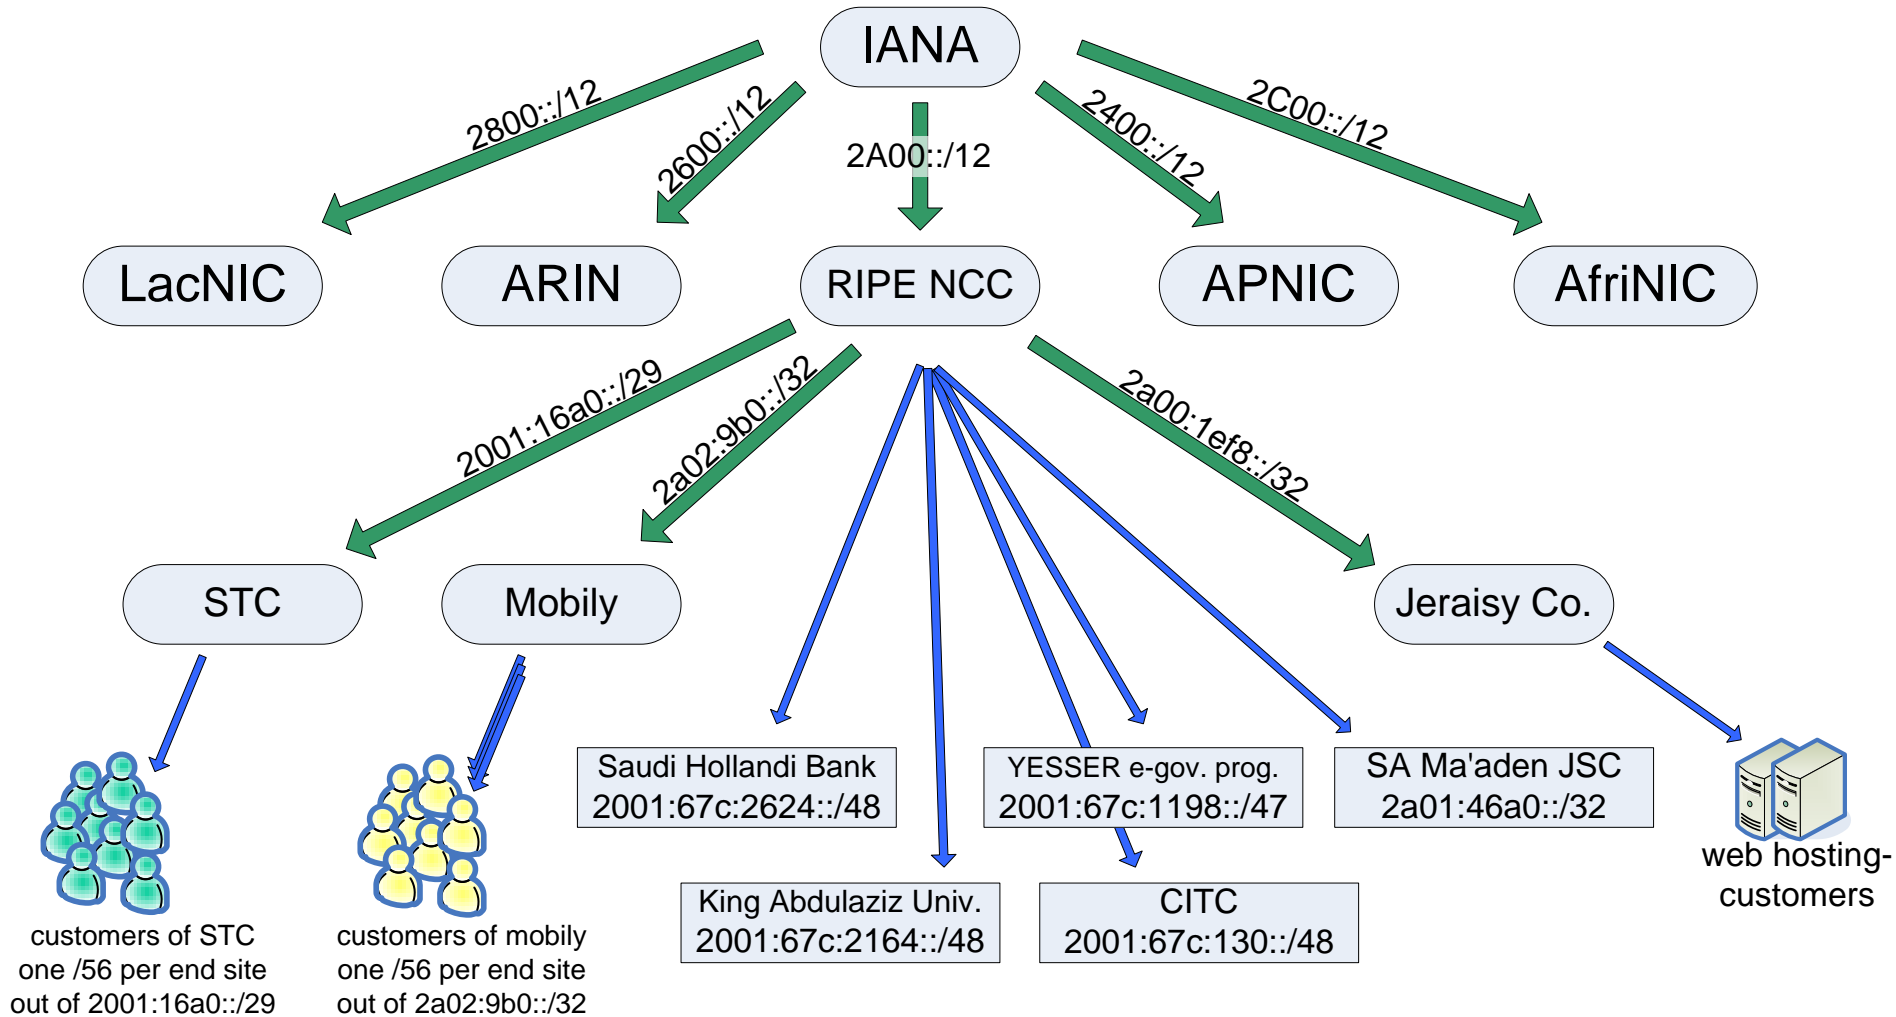 IANA
2800::/12
2600::/12
2A00::/12
2400::/12
2C00::/12
LacNIC
ARIN
RIPE NCC
APNIC
AfriNIC
2001:16a0::/29
2a02:9b0::/32
2a00:1ef8::/32
STC
Mobily
Jeraisy Co.
Saudi Hollandi Bank
2001:67c:2624::/48
YESSER e-gov. prog.
2001:67c:1198::/47
SA Ma'aden JSC
2a01:46a0::/32
King Abdulaziz Univ.
2001:67c:2164::/48
CITC
2001:67c:130::/48
web hosting-
customers
customers of STC
one /56 per end site
out of 2001:16a0::/29
customers of mobily
one /56 per end site
out of 2a02:9b0::/32